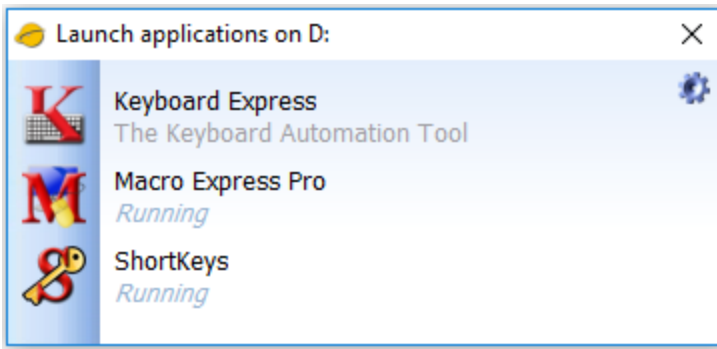 Launch applications on D:
Keyboard Express
The Keyboard Automation Tool
Macro Express Pro
Running
ShortKeys
Running